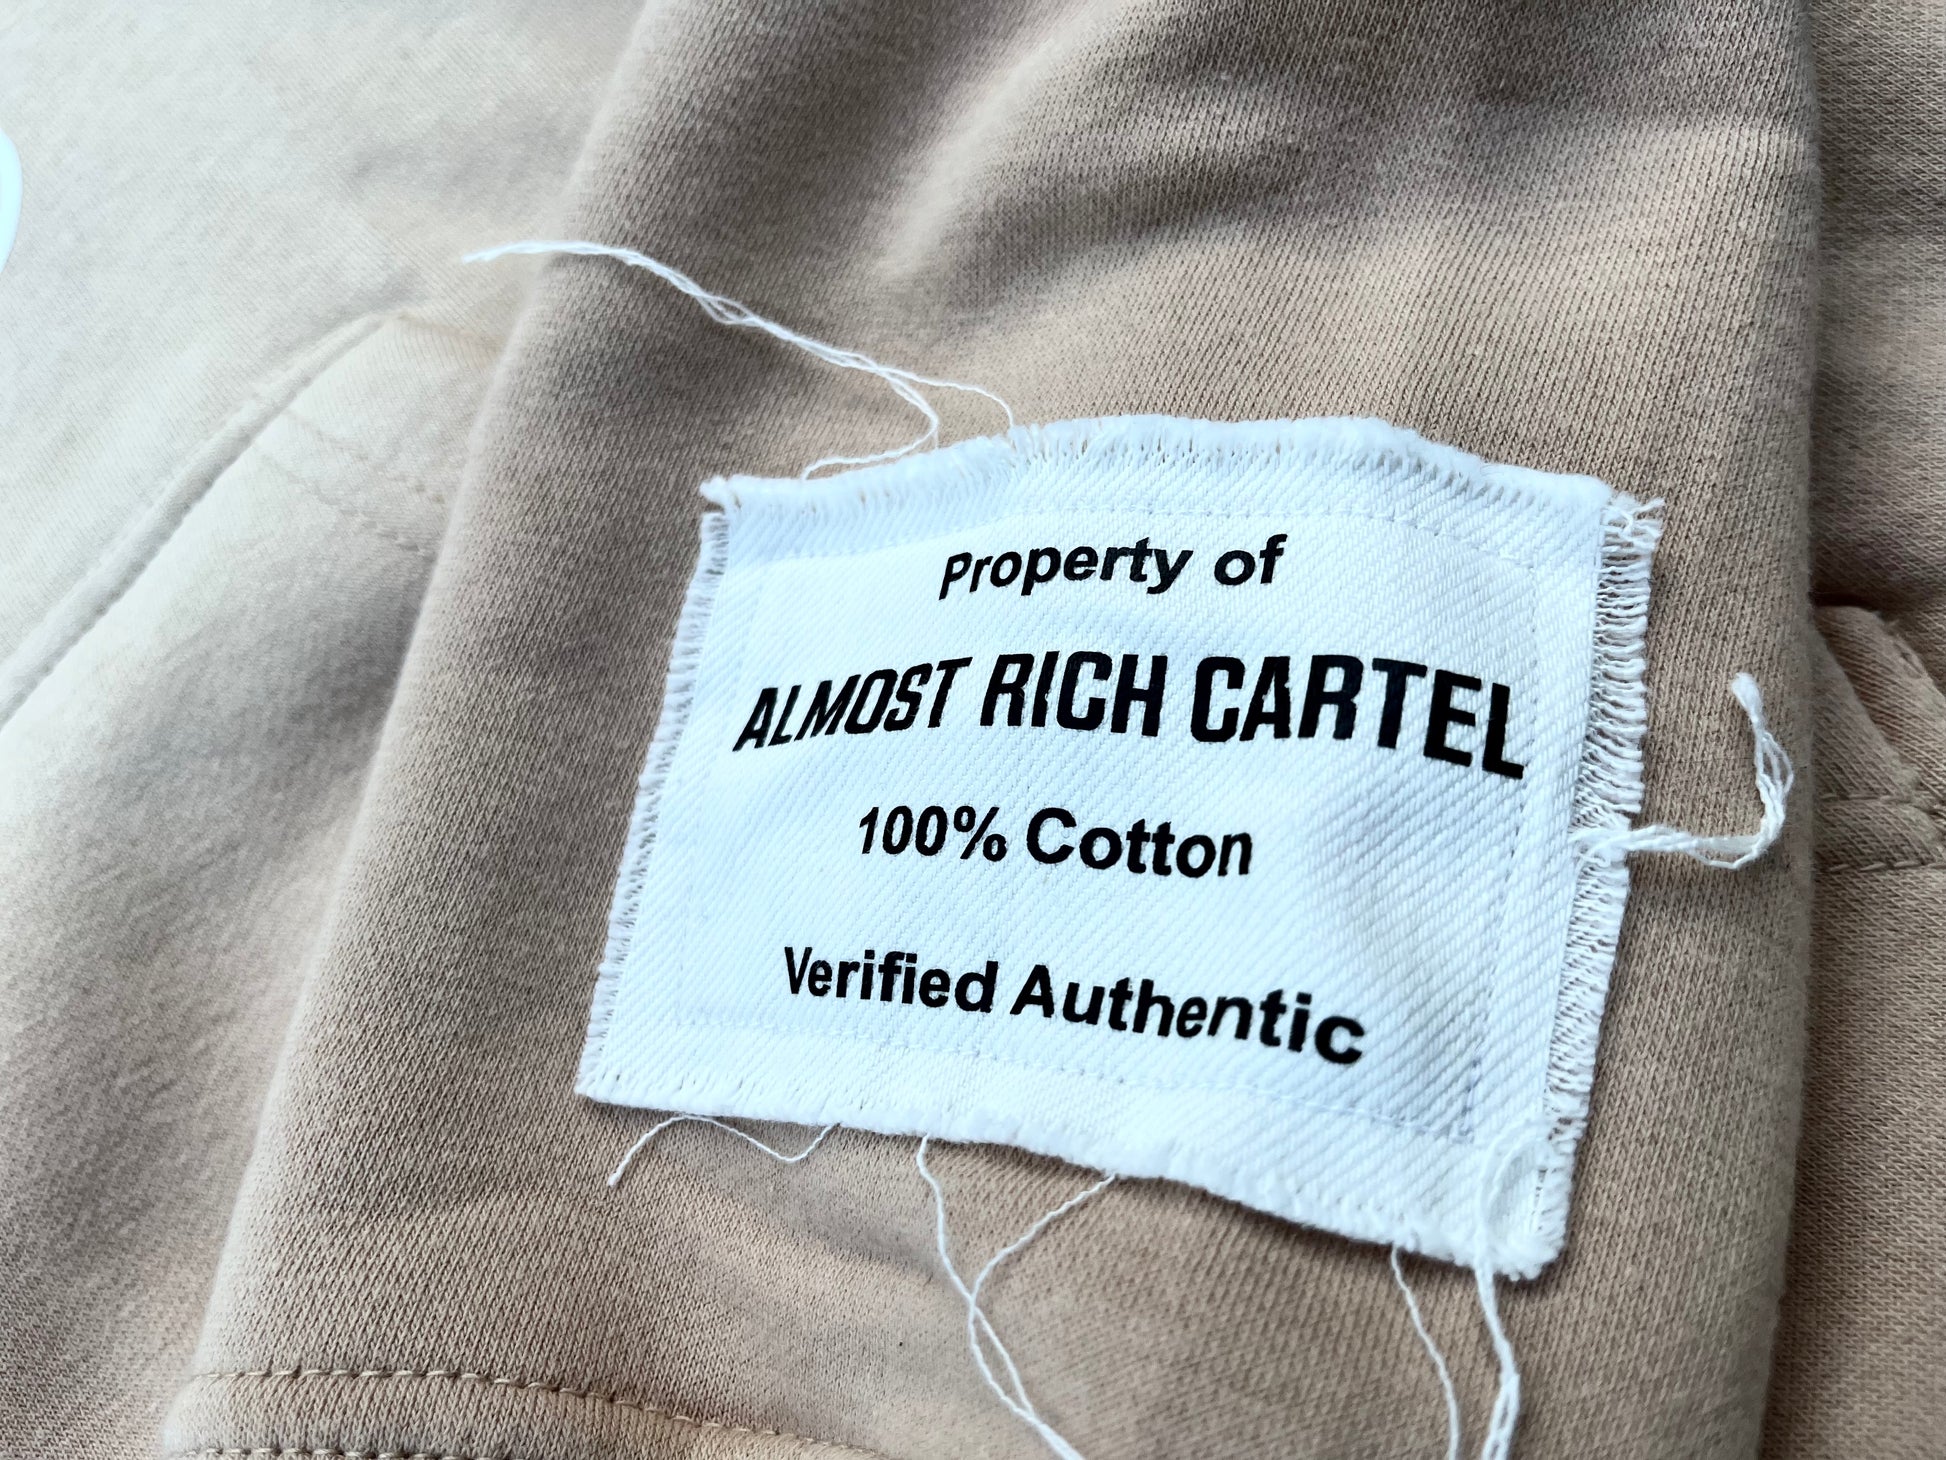 Property of
ALMOST RICH CARTEL
100% Cotton
Verified Authentic